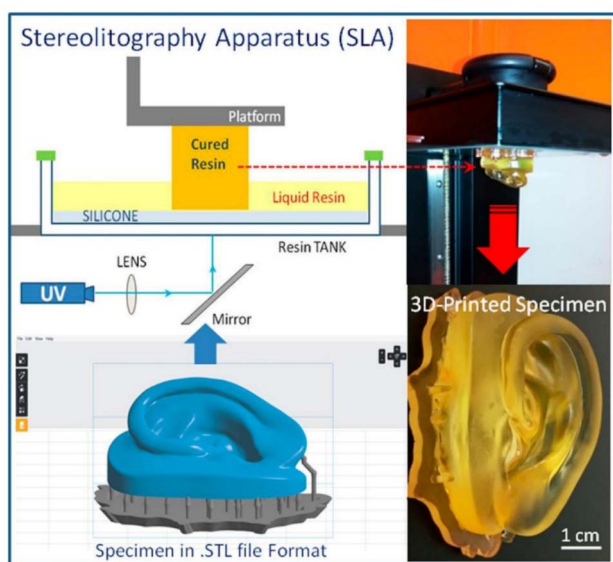 Stereolitography Apparatus (SLA)
Platform
Cured
Resin
Liquid Resin
SILICONE
Resin TANK
LENS
UV
Mirror
3D-Printed Specimen
1 cm
Specimen in .STL file Format